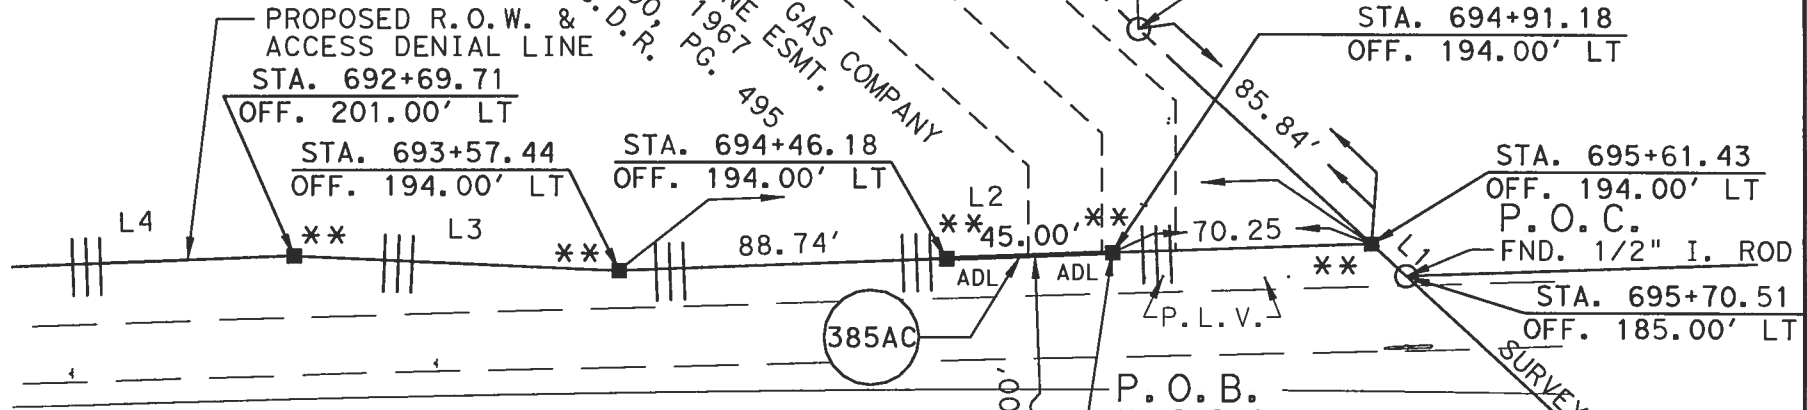 PROPOSED R.O.W. &
ACCESS DENIAL LINE
STA. 692+69.71
OFF. 201.00' LT
STA. 693+57.44
OFF. 194.00' LT
STA. 694+46.18
OFF. 194.00' LT
PG. 495
1967
ESMT.
GAS COMPANY
STA. 694+91.18
OFF. 194.00' LT
85.84'
STA. 695+61.43
OFF. 194.00' LT
P.O.C.
FND. 1/2" I. ROD
STA. 695+70.51
OFF. 185.00' LT
L4
**
L3
**
88.74'
L2
**
45.00'
**
70.25
**
L1
ADL
ADL
385AC
P.L.V.
P.O.B.
SURVEY